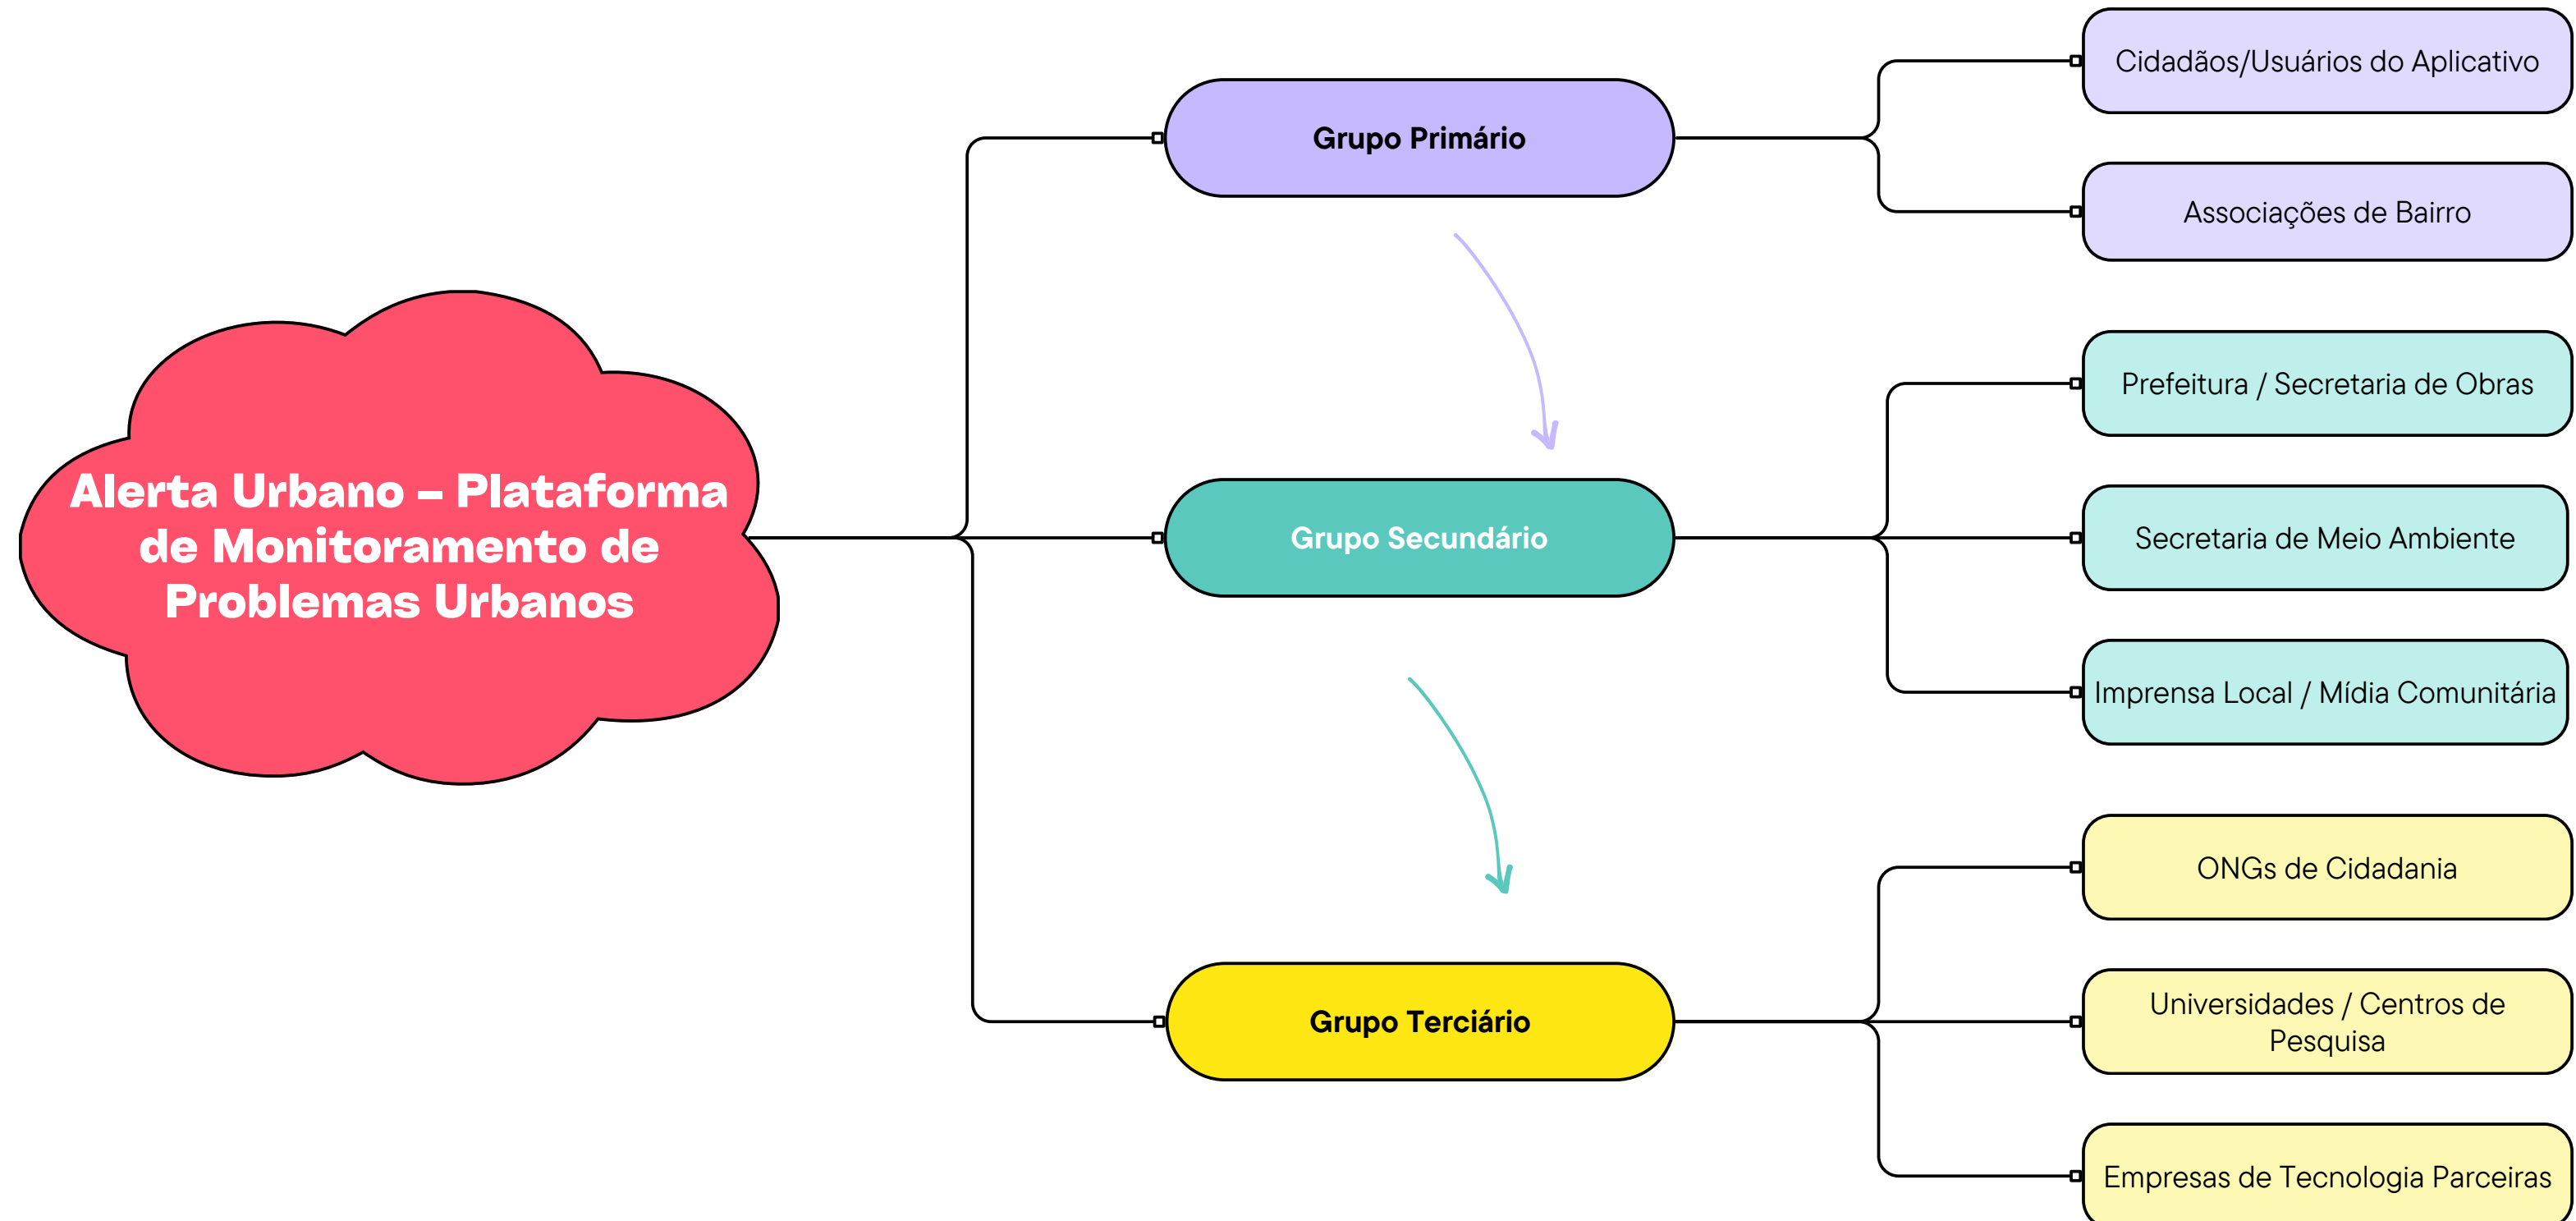 Alerta Urbano – Plataforma
de Monitoramento de
Problemas Urbanos
Grupo Primário
Cidadãos/Usuários do Aplicativo
Associações de Bairro
Grupo Secundário
Prefeitura / Secretaria de Obras
Secretaria de Meio Ambiente
Imprensa Local / Mídia Comunitária
Grupo Terciário
ONGs de Cidadania
Universidades / Centros de
Pesquisa
Empresas de Tecnologia Parceiras